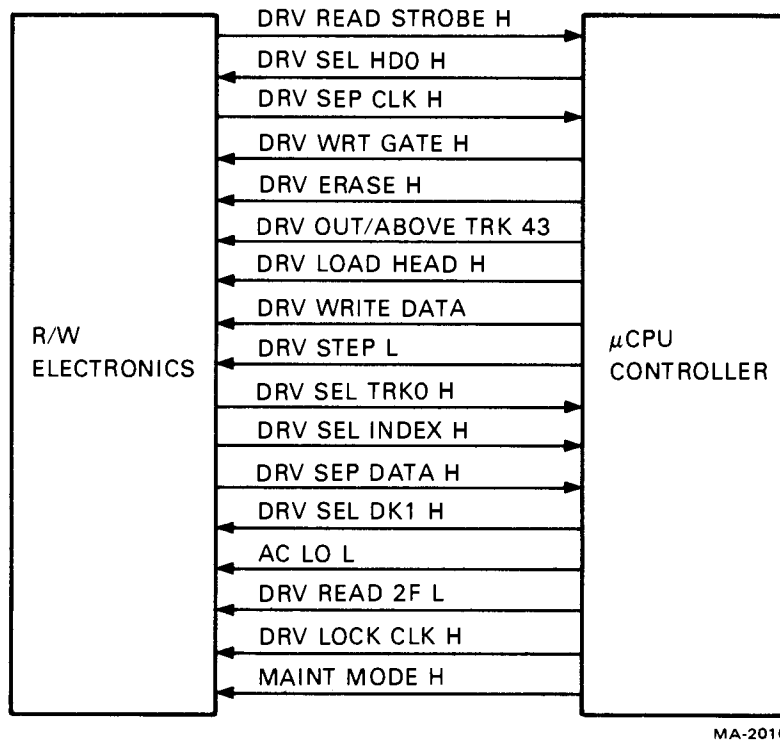 DRV READ STROBE H
DRV SEL HD0 H
DRV SEP CLK H
DRV WRT GATE H
DRV ERASE H
DRV OUT/ABOVE TRK 43
DRV LOAD HEAD H
DRV WRITE DATA
R/W
ELECTRONICS
DRV STEP L
μCPU
CONTROLLER
DRV SEL TRK0 H
DRV SEL INDEX H
DRV SEP DATA H
DRV SEL DK1 H
AC LO L
DRV READ 2F L
DRV LOCK CLK H
MAINT MODE H